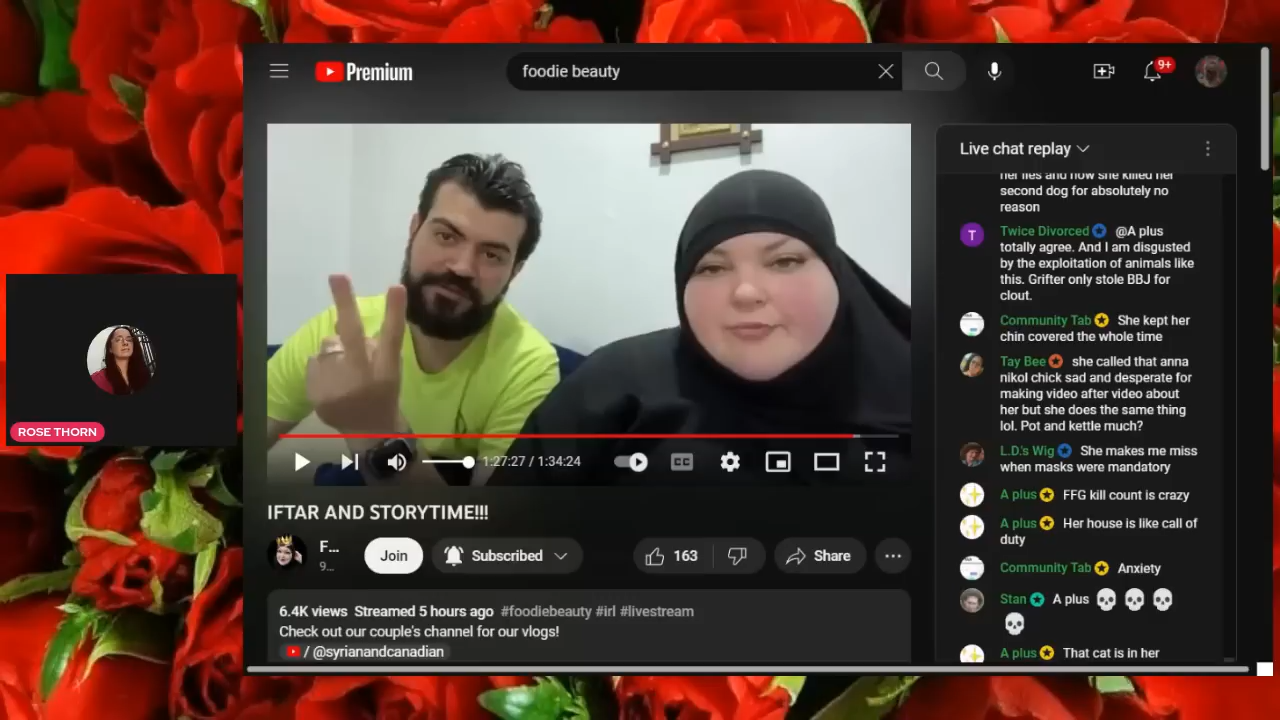 Premium
foodie beauty
9+
Live chat replay
her lies and how she killed her
second dog for absolutely no
reason
T
Twice Divorced @A plus
totally agree. And I am disgusted
by the exploitation of animals like
this. Grifter only stole BBJ for
clout.
Community Tab She kept her
chin covered the whole time
Tay Bee she called that anna
nikol chick sad and desperate for
making video after video about
her but she does the same thing
lol. Pot and kettle much?
L.D.'s Wig She makes me miss
when masks were mandatory
A plus FFG kill count is crazy
A plus Her house is like call of
duty
Community Tab Anxiety
Stan A plus
A plus That cat is in her
ROSE THORN
1:27:27 / 1:34:24
CC
IFTAR AND STORYTIME!!!
F...
9...
Join
Subscribed
163
Share
6.4K views Streamed 5 hours ago #foodiebeauty #irl #livestream
Check out our couple's channel for our vlogs!
/ @syrianandcanadian